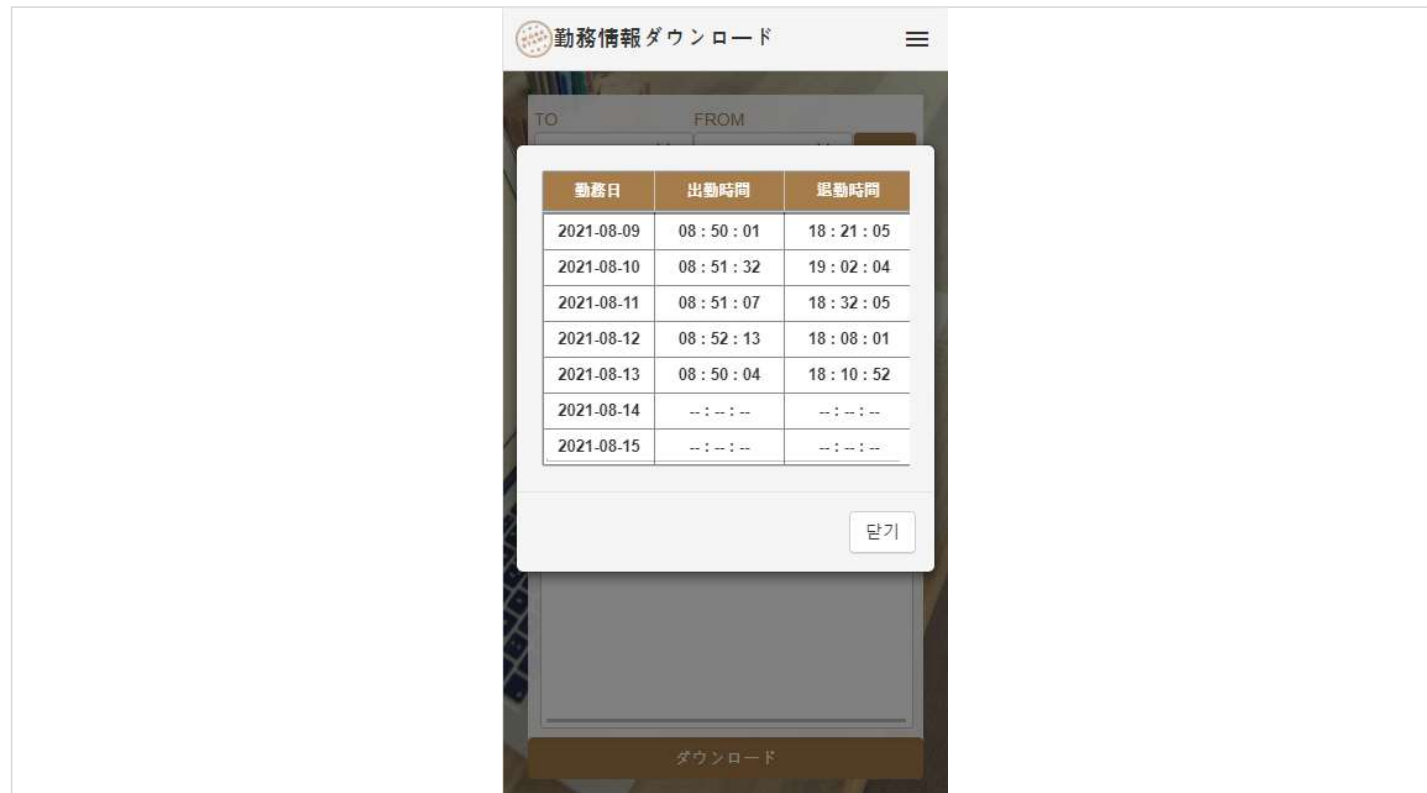 勤務情報ダウンロード
TO FROM
勤務日 出勤時間 退勤時間
2021-08-09 08 : 50 : 01 18 : 21 : 05
2021-08-10 08 : 51 : 32 19 : 02 : 04
2021-08-11 08 : 51 : 07 18 : 32 : 05
2021-08-12 08 : 52 : 13 18 : 08 : 01
2021-08-13 08 : 50 : 04 18 : 10 : 52
2021-08-14 -- : -- : -- -- : -- : --
2021-08-15 -- : -- : -- -- : -- : --
닫기
ダウンロード